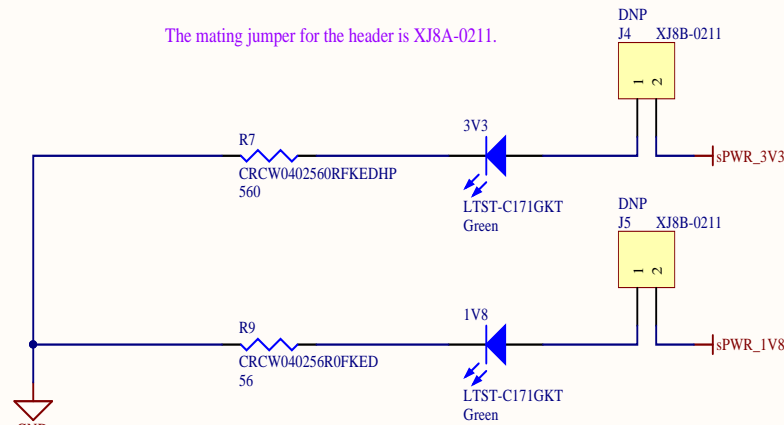 The mating jumper for the header is XJ8A-0211.
DNP
J4 XJ8B-0211
1 2
sPWR_3V3
R7
CRCW0402560RFKEDHP
560
3V3
LTST-C171GKT
Green
DNP
J5 XJ8B-0211
1 2
sPWR_1V8
R9
CRCW040256R0FKED
56
1V8
LTST-C171GKT
Green